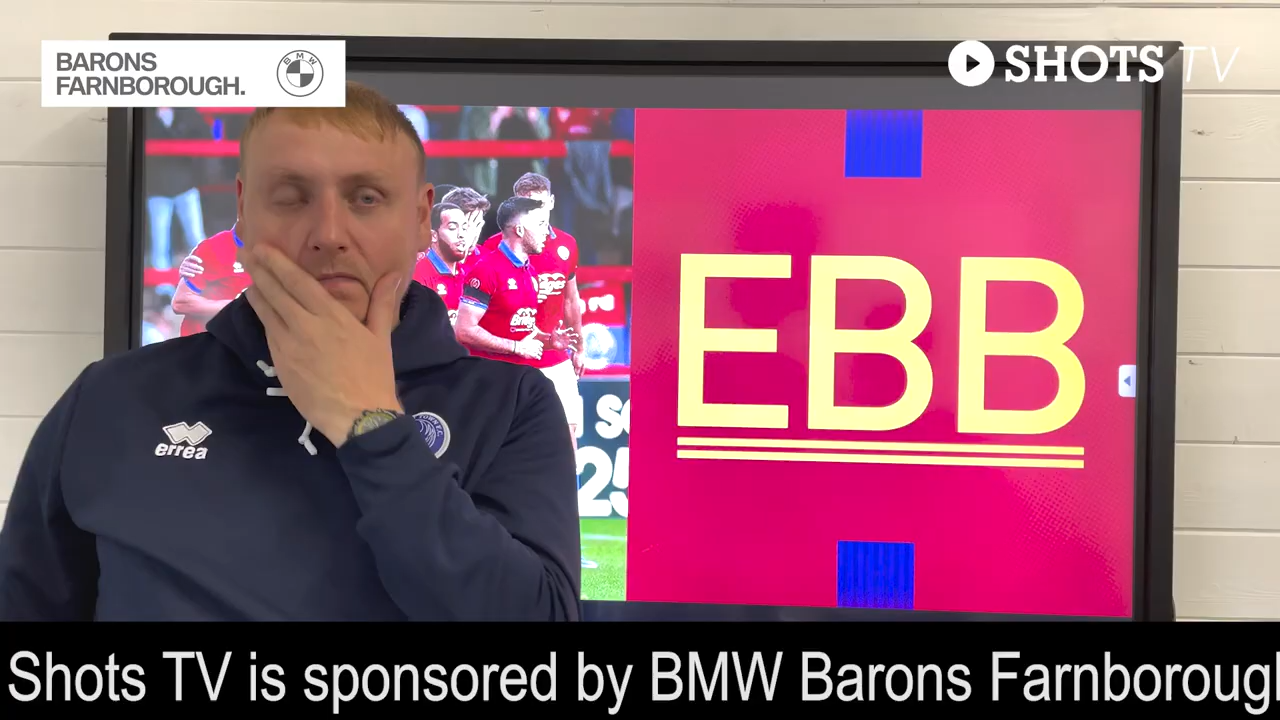 BARONS
FARNBOROUGH.
BMW
SHOTS TV
EBB
errea
Shots TV is sponsored by BMW Barons Farnboroug